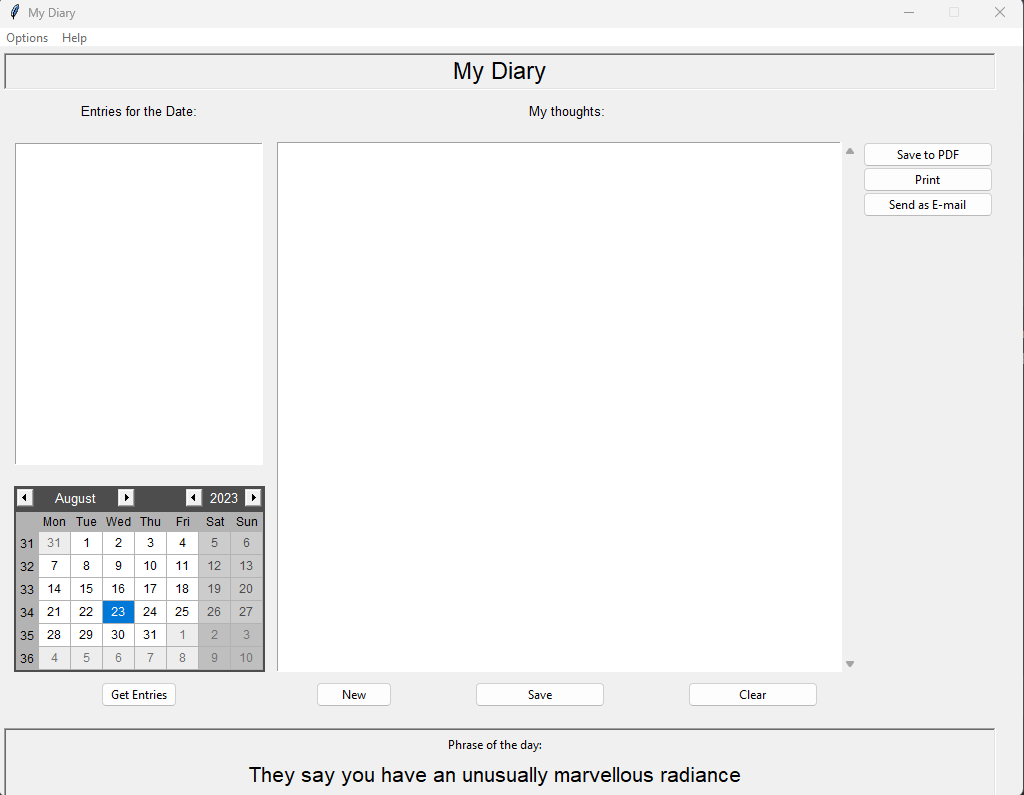 My Diary
Options Help
My Diary
Entries for the Date: My thoughts:
Save to PDF
Print
Send as E-mail
August 2023
Mon Tue Wed Thu Fri Sat Sun
31 31 1 2 3 4 5 6
32 7 8 9 10 11 12 13
33 14 15 16 17 18 19 20
34 21 22 23 24 25 26 27
35 28 29 30 31 1 2 3
36 4 5 6 7 8 9 10
Get Entries New Save Clear
Phrase of the day:
They say you have an unusually marvellous radiance